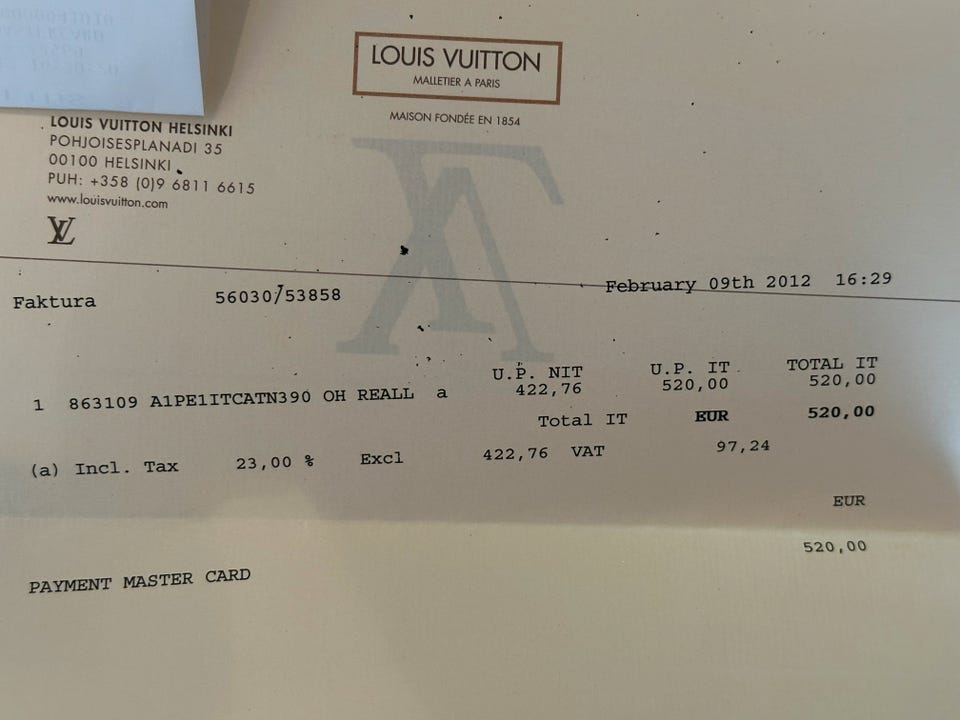 LOUIS VUITTON
MALLETIER A PARIS
MAISON FONDÉE EN 1854
LOUIS VUITTON HELSINKI
POHJOISESPLANADI 35
00100 HELSINKI
PUH: +358 (0)9 6811 6615
www.louisvuitton.com
LV
Faktura 56030/53858 February 09th 2012 16:29
U.P. NIT U.P. IT TOTAL IT
1 863109 A1PE1ITCATN390 OH REALL a 422,76 520,00 520,00
Total IT EUR 520,00
(a) Incl. Tax 23,00 % Excl 422,76 VAT 97,24
EUR
520,00
PAYMENT MASTER CARD